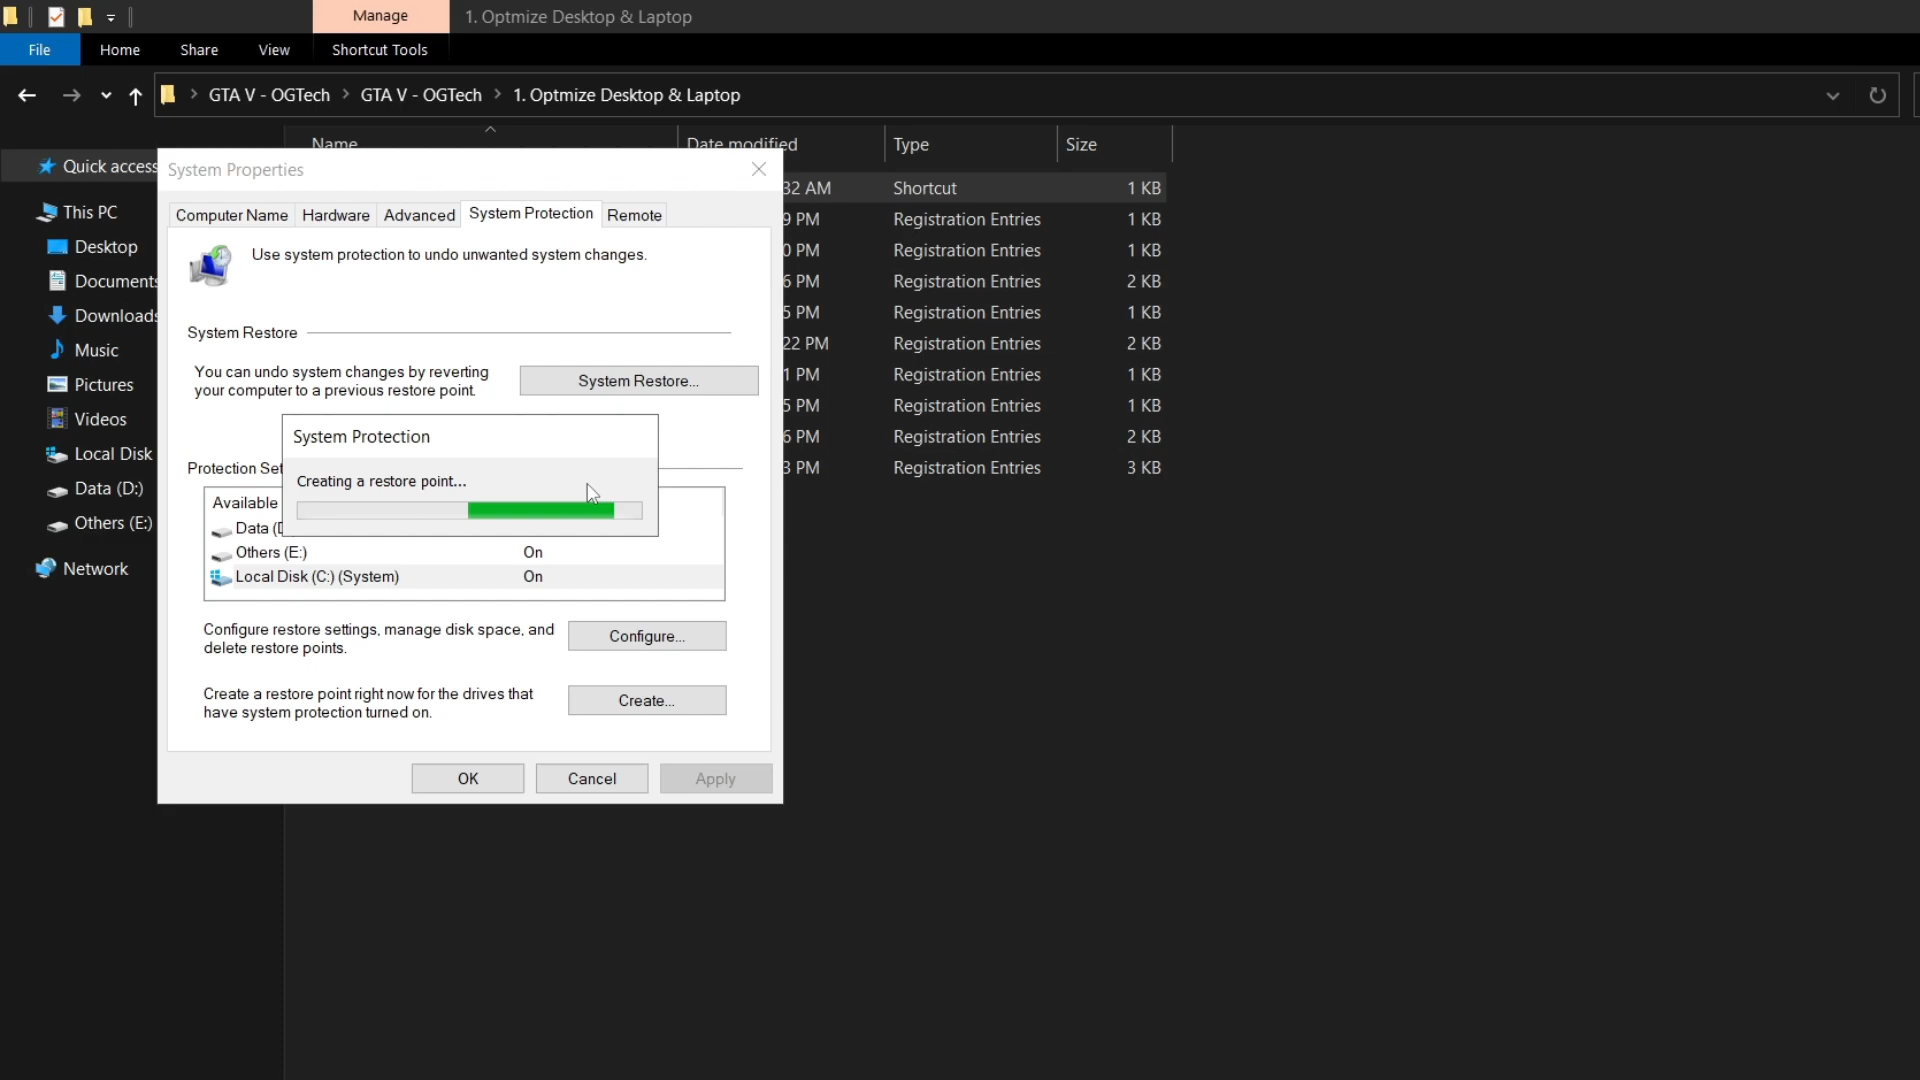 Manage
1. Optmize Desktop & Laptop
File
Home
Share
View
Shortcut Tools
GTA V - OGTech
GTA V - OGTech
1. Optmize Desktop & Laptop
Name
Date modified
Type
Size
Quick access
This PC
Desktop
Documents
Downloads
Music
Pictures
Videos
Local Disk
Data (D:)
Others (E:)
Network
32 AM Shortcut 1 KB
9 PM Registration Entries 1 KB
0 PM Registration Entries 1 KB
6 PM Registration Entries 2 KB
5 PM Registration Entries 1 KB
22 PM Registration Entries 2 KB
1 PM Registration Entries 1 KB
5 PM Registration Entries 1 KB
6 PM Registration Entries 2 KB
3 PM Registration Entries 3 KB
System Properties
Computer Name
Hardware
Advanced
System Protection
Remote
Use system protection to undo unwanted system changes.
System Restore
You can undo system changes by reverting
your computer to a previous restore point.
System Restore...
Protection Set
System Protection
Creating a restore point...
Available
Data (D
Others (E:) On
Local Disk (C:) (System) On
Configure restore settings, manage disk space, and
delete restore points.
Configure...
Create a restore point right now for the drives that
have system protection turned on.
Create...
OK
Cancel
Apply